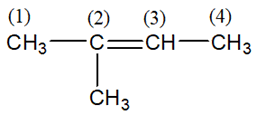 (1) (2) (3) (4)
CH₃ C CH CH₃
CH₃